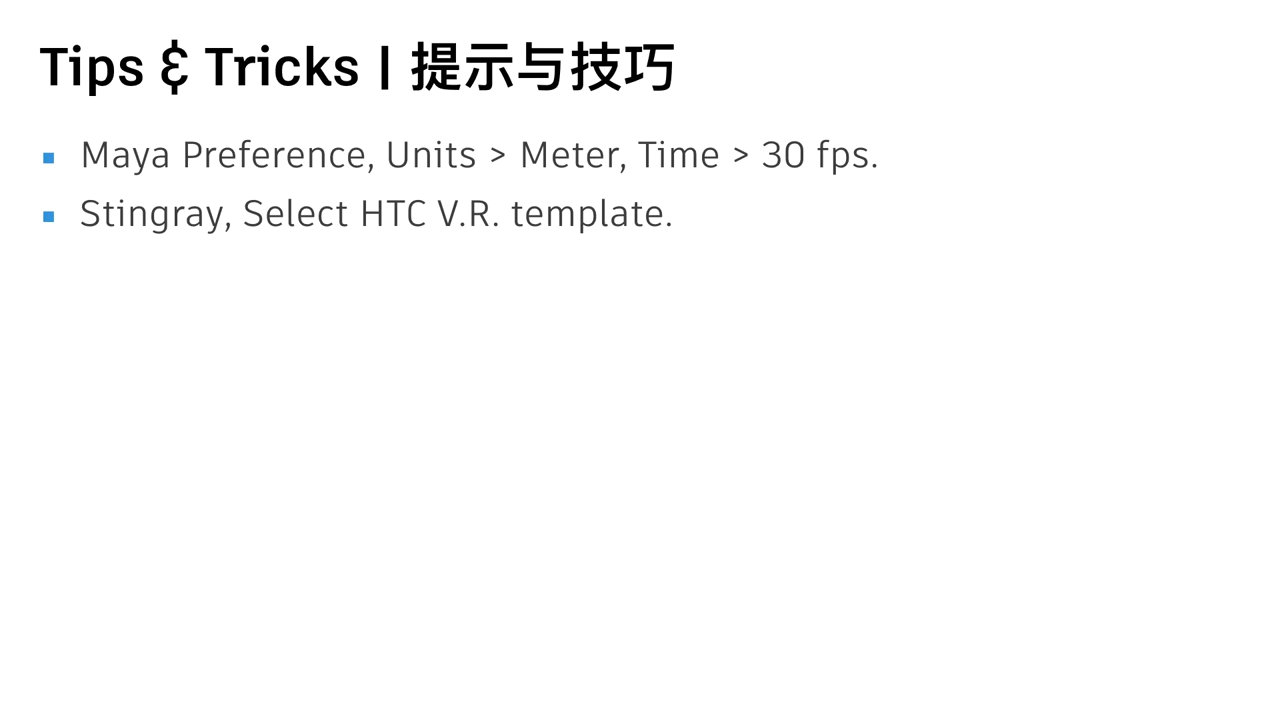 Tips & Tricks | 提示与技巧
Maya Preference, Units > Meter, Time > 30 fps.
Stingray, Select HTC V.R. template.